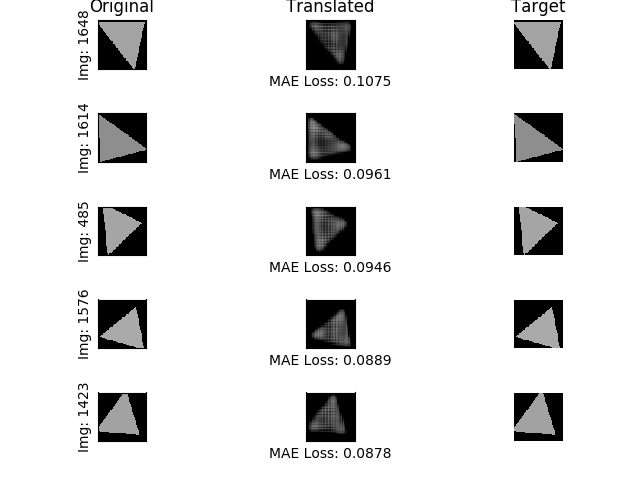 Original Translated Target
Img: 1648
MAE Loss: 0.1075
Img: 1614
MAE Loss: 0.0961
Img: 485
MAE Loss: 0.0946
Img: 1576
MAE Loss: 0.0889
Img: 1423
MAE Loss: 0.0878